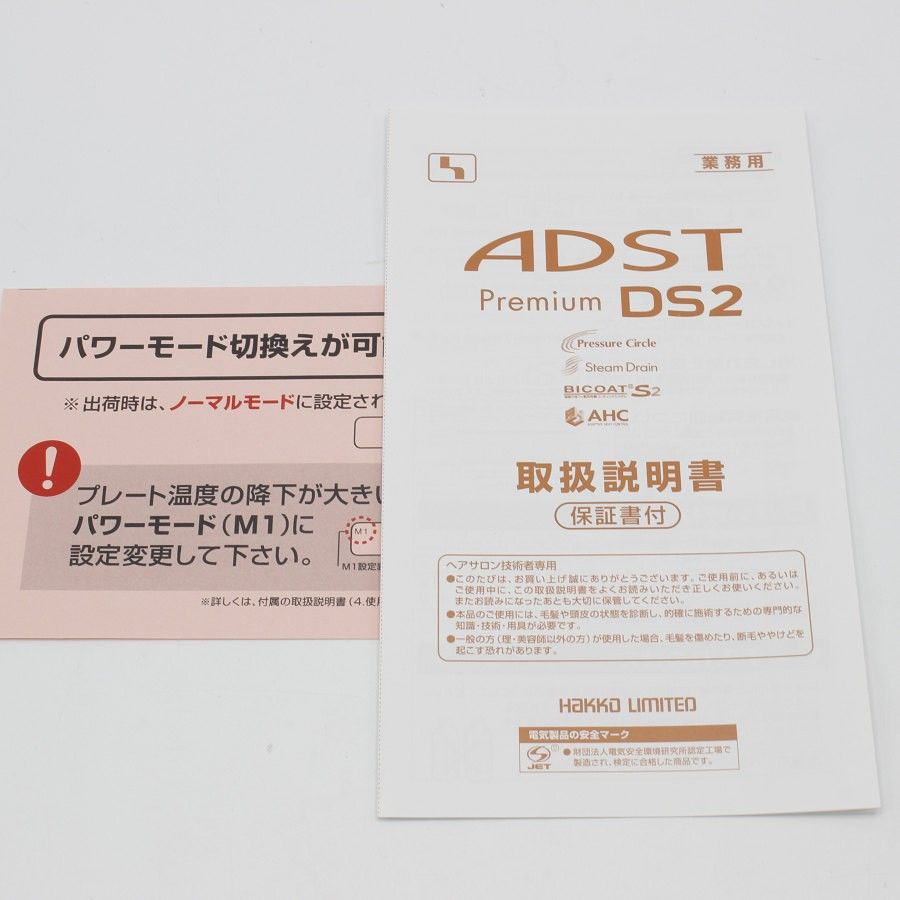 業務用
ADST
Premium DS2
Pressure Circle
Steam Drain
BICOAT® S2
AHC
取扱説明書
保証書付
ヘアサロン技術者専用
●このたびは、お買い上げ誠にありがとうございます。ご使用前に、あるいは
ご使用中に、この取扱説明書をよくお読みいただき正しくお使いください。
またお読みになったあとも大切に保管してください。
●本品のご使用には、毛髪や頭皮の状態を診断し、的確に施術するための専門的な
知識・技術・用具が必要です。
●一般の方(理・美容師以外の方)が使用した場合、毛髪を傷めたり、断毛ややけどを
起こす恐れがあります。
HAKKO LIMITED
電気製品の安全マーク
S JET
●財団法人電気安全環境研究所認定工場で
製造され、検定に合格した商品です。
パワーモード切換えが可
※出荷時は、ノーマルモードに設定され
!
プレート温度の降下が大きい
パワーモード(M1)に
設定変更して下さい。
M1
M1設定
※詳しくは、付属の取扱説明書(4.使用